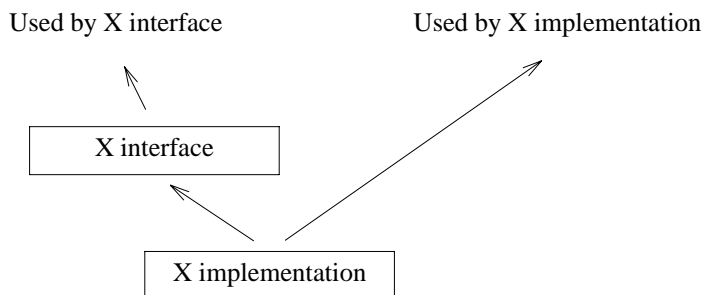 Used by X interface
Used by X implementation
X interface
X implementation